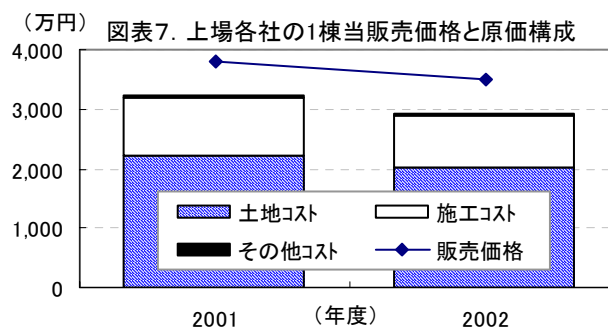 (万円) 図表7. 上場各社の1棟当販売価格と原価構成
4,000
3,000
2,000
1,000
0
土地コスト 施工コスト
その他コスト 販売価格
2001 (年度) 2002